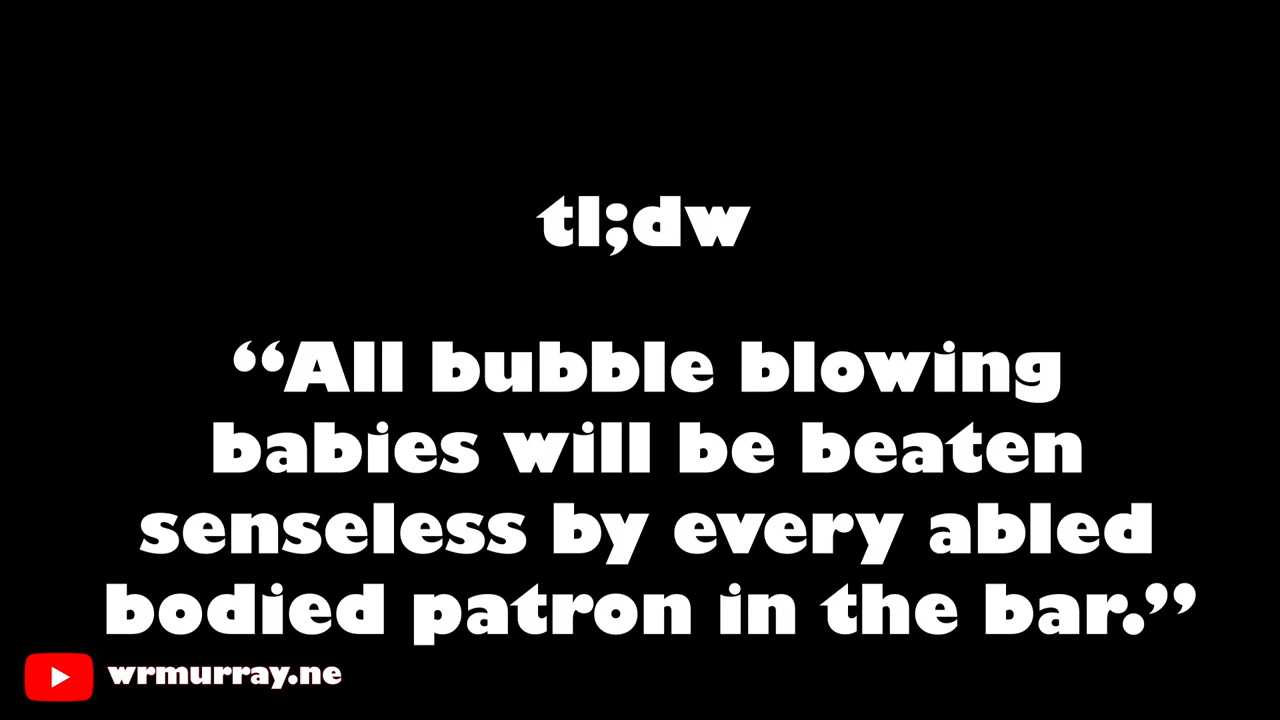 tl;dw
“All bubble blowing
babies will be beaten
senseless by every abled
bodied patron in the bar.”
wrmurray.ne